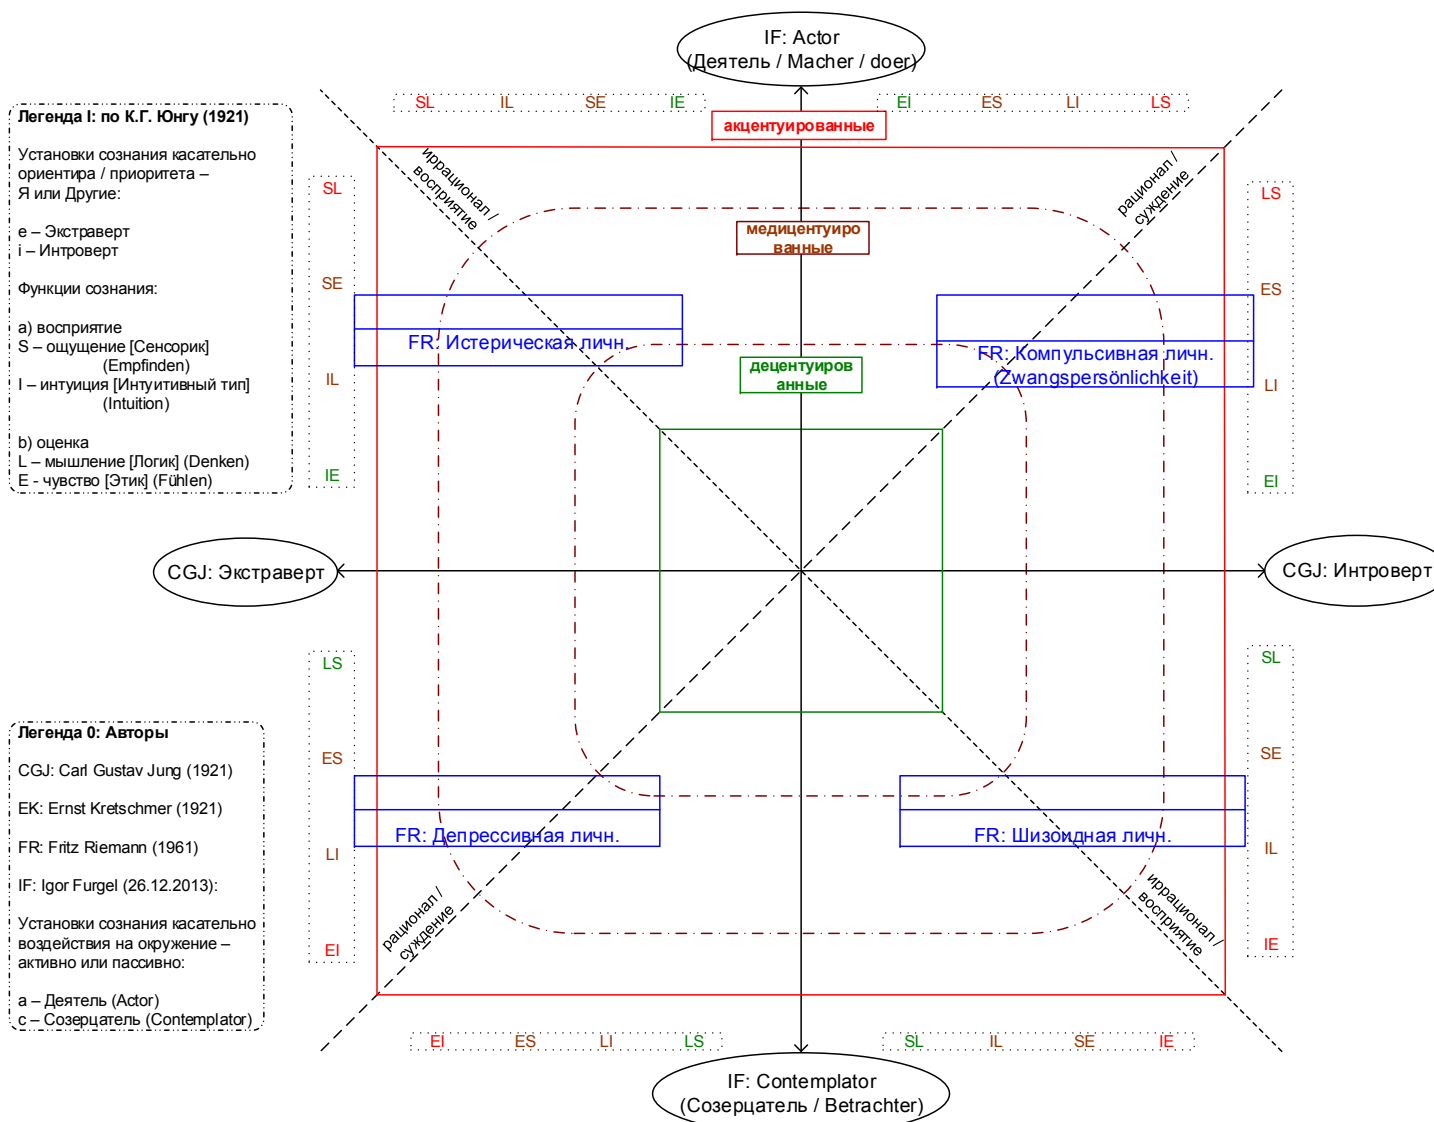 IF: Actor
(Деятель / Macher / doer)
SL IL SE IE
EI ES LI LS
акцентуированные
Легенда I: по К.Г. Юнгу (1921)
Установки сознания касательно
ориентира / приоритета –
Я или Другие:
e – Экстраверт
i – Интроверт
Функции сознания:
a) восприятие
S – ощущение [Сенсорик]
(Empfinden)
I – интуиция [Интуитивный тип]
(Intuition)
b) оценка
L – мышление [Логик] (Denken)
E - чувство [Этик] (Fühlen)
SL
SE
IL
IE
иррационал /
восприятие
рационал /
суждение
LS
ES
LI
EI
медицентуиро
ванные
FR: Истерическая личн.
децентуиров
анные
FR: Компульсивная личн.
(Zwangspersönlichkeit)
CGJ: Экстраверт
CGJ: Интроверт
LS
ES
LI
EI
SL
SE
IL
IE
Легенда 0: Авторы
CGJ: Carl Gustav Jung (1921)
EK: Ernst Kretschmer (1921)
FR: Fritz Riemann (1961)
IF: Igor Furgel (26.12.2013):
Установки сознания касательно
воздействия на окружение –
активно или пассивно:
a – Деятель (Actor)
c – Созерцатель (Contemplator)
FR: Депрессивная личн.
FR: Шизоидная личн.
рационал /
суждение
иррационал /
восприятие
EI ES LI LS
SL IL SE IE
IF: Contemplator
(Созерцатель / Betrachter)